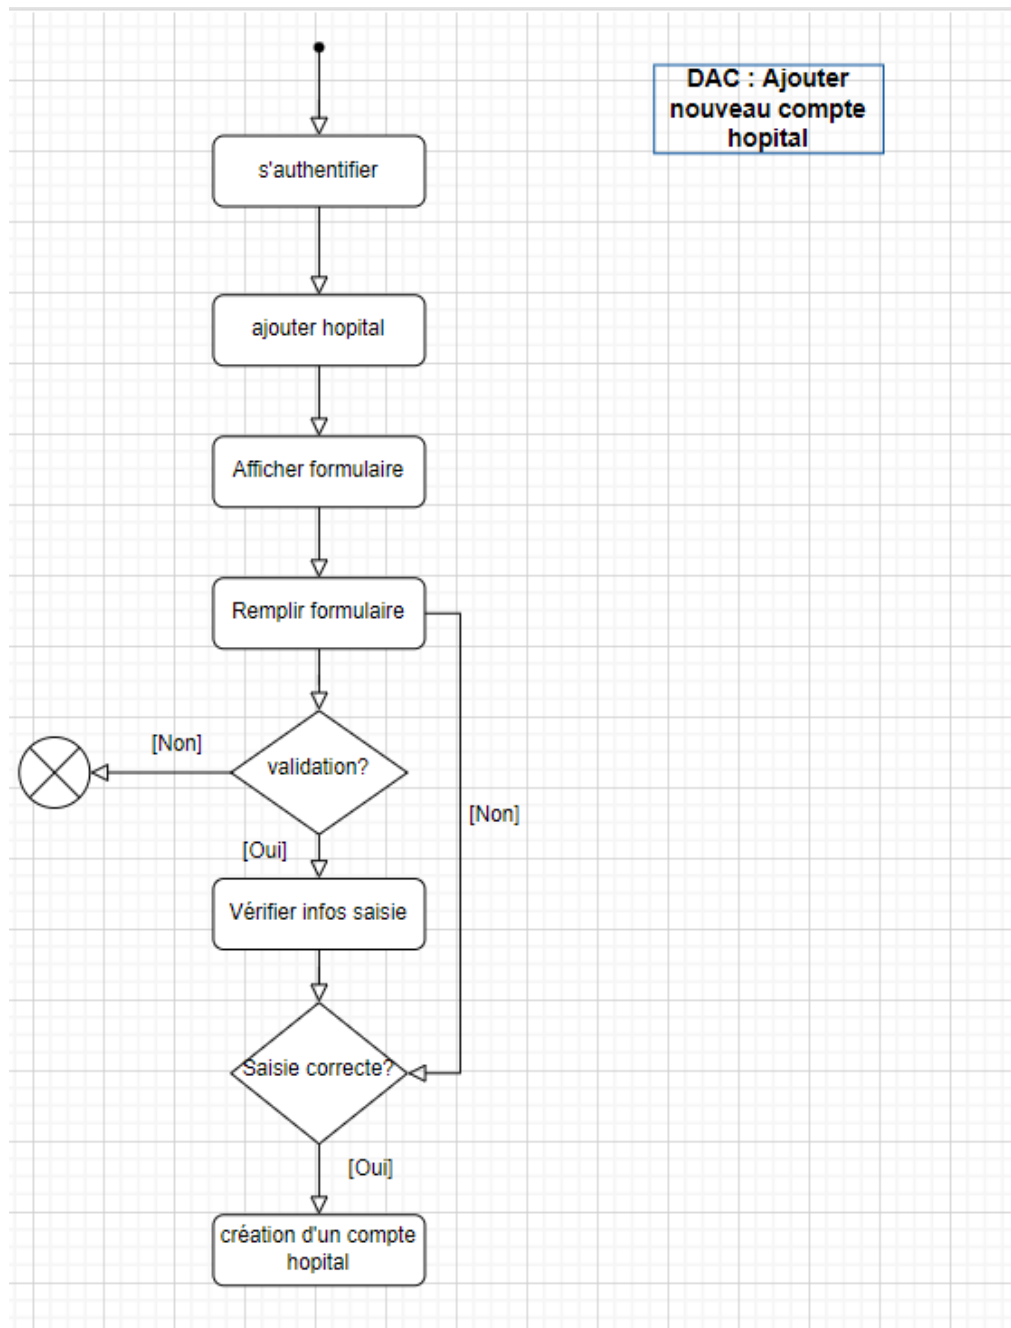 DAC : Ajouter
nouveau compte
hopital
s'authentifier
ajouter hopital
Afficher formulaire
Remplir formulaire
[Non]
validation?
[Non]
[Oui]
Vérifier infos saisie
Saisie correcte?
[Oui]
création d'un compte
hopital